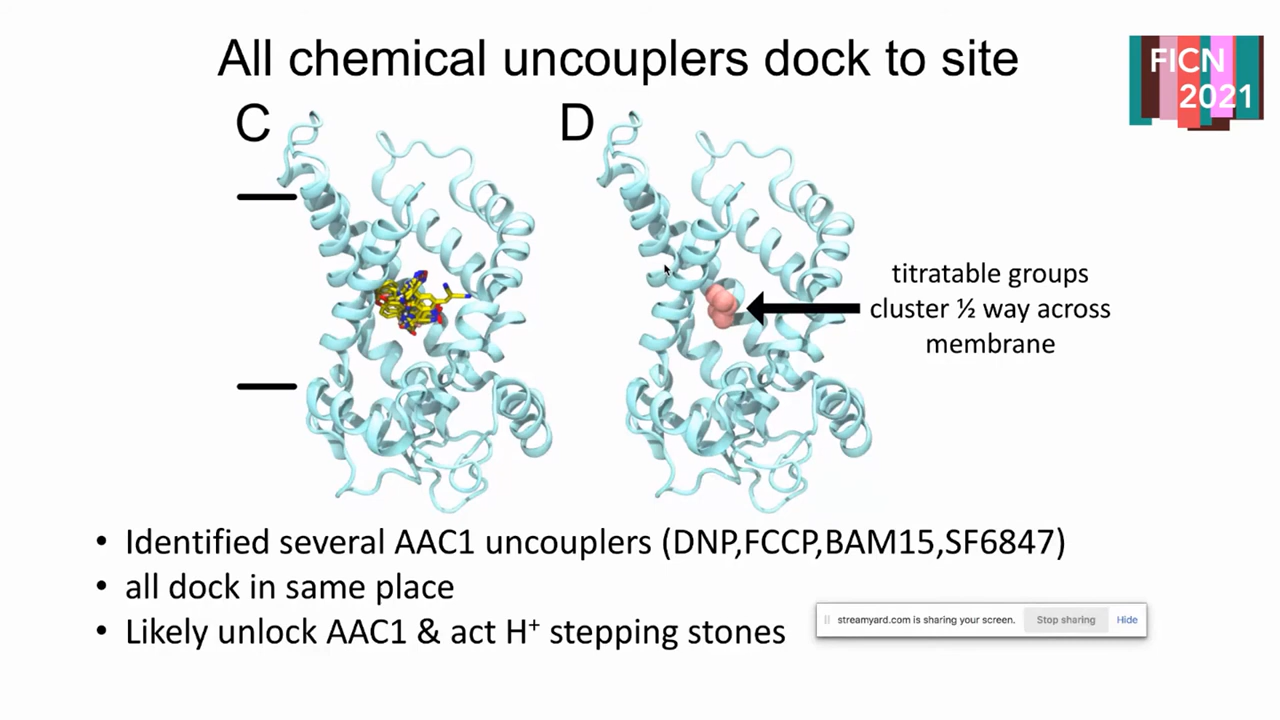 All chemical uncouplers dock to site
FICN
2021
C
D
titratable groups
cluster ½ way across
membrane
• Identified several AAC1 uncouplers (DNP,FCCP,BAM15,SF6847)
• all dock in same place
• Likely unlock AAC1 & act H⁺ stepping stones
streamyard.com is sharing your screen. Stop sharing Hide